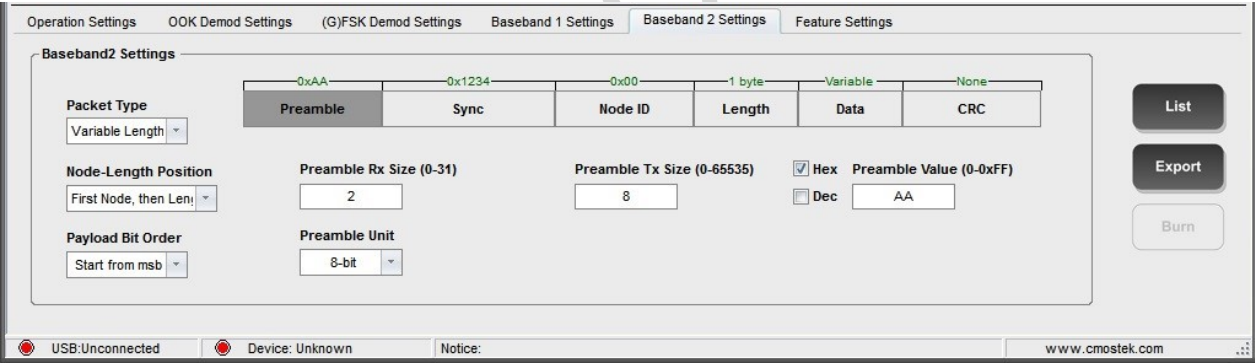 Operation Settings OOK Demod Settings (G)FSK Demod Settings Baseband 1 Settings Baseband 2 Settings Feature Settings
Baseband2 Settings
0xAA 0x1234 0x00 1 byte Variable None
Preamble Sync Node ID Length Data CRC
Packet Type
Variable Length
Node-Length Position
First Node, then Len
Payload Bit Order
Start from msb
Preamble Rx Size (0-31)
2
Preamble Unit
8-bit
Preamble Tx Size (0-65535)
8
Hex
Dec
Preamble Value (0-0xFF)
AA
List
Export
Burn
USB:Unconnected Device: Unknown Notice: www.cmostek.com